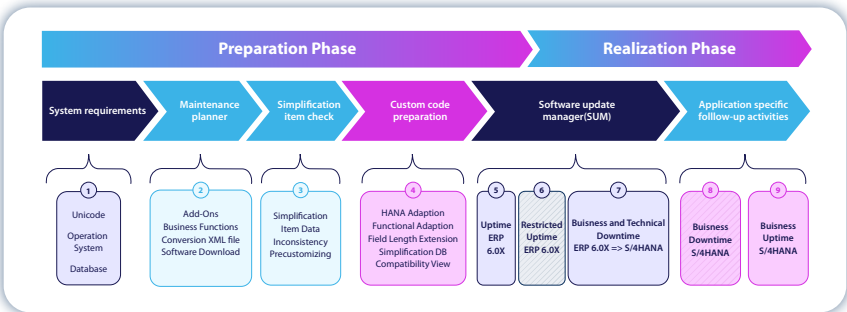 Preparation Phase
Realization Phase
System requirements
Maintenance
planner
Simplification
item check
Custom code
preparation
Software update
manager(SUM)
Application specific
folllow-up activities
1
Unicode
Operation
System
Database
2
Add-Ons
Business Functions
Conversion XML file
Software Download
3
Simplification
Item Data
Inconsistency
Precustomizing
4
HANA Adaption
Functional Adaption
Field Length Extension
Simplification DB
Compatibility View
5
Uptime
ERP
6.0X
6
Restricted
Uptime
ERP 6.0X
7
Buisness and Technical
Downtime
ERP 6.0X => S/4HANA
8
Buisness
Downtime
S/4HANA
9
Buisness
Uptime
S/4HANA